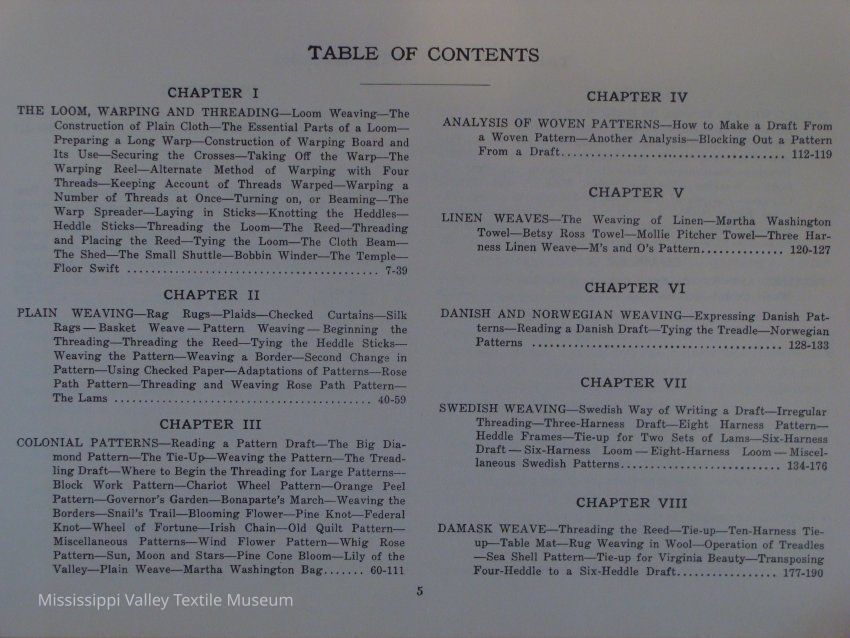 TABLE OF CONTENTS
CHAPTER I
THE LOOM, WARPING AND THREADING—Loom Weaving—The
Construction of Plain Cloth—The Essential Parts of a Loom—
Preparing a Long Warp—Construction of Warping Board and
Its Use—Securing the Crosses—Taking Off the Warp—The
Warping Reel—Alternate Method of Warping with Four
Threads—Keeping Account of Threads Warped—Warping a
Number of Threads at Once—Turning on, or Beaming—The
Warp Spreader—Laying in Sticks—Knotting the Heddles—
Heddle Sticks—Threading the Loom—The Reed—Threading
and Placing the Reed—Tying the Loom—The Cloth Beam—
The Shed—The Small Shuttle—Bobbin Winder—The Temple—
Floor Swift ........................................ 7-39
CHAPTER II
PLAIN WEAVING—Rag Rugs—Plaids—Checked Curtains—Silk
Rags—Basket Weave—Pattern Weaving—Beginning the
Threading—Threading the Reed—Tying the Heddle Sticks—
Weaving the Pattern—Weaving a Border—Second Change in
Pattern—Using Checked Paper—Adaptations of Patterns—Rose
Path Pattern—Threading and Weaving Rose Path Pattern—
The Lams ........................................ 40-59
CHAPTER III
COLONIAL PATTERNS—Reading a Pattern Draft—The Big Dia-
mond Pattern—The Tie-Up—Weaving the Pattern—The Tread-
ling Draft—Where to Begin the Threading for Large Patterns—
Block Work Pattern—Chariot Wheel Pattern—Orange Peel
Pattern—Governor's Garden—Bonaparte's March—Weaving the
Borders—Snail's Trail—Blooming Flower—Pine Knot—Federal
Knot—Wheel of Fortune—Irish Chain—Old Quilt Pattern—
Miscellaneous Patterns—Wind Flower Pattern—Whig Rose
Pattern—Sun, Moon and Stars—Pine Cone Bloom—Lily of the
Valley—Plain Weave—Martha Washington Bag....... 60-111
CHAPTER IV
ANALYSIS OF WOVEN PATTERNS—How to Make a Draft From
a Woven Pattern—Another Analysis—Blocking Out a Pattern
From a Draft................................... 112-119
CHAPTER V
LINEN WEAVES—The Weaving of Linen—Martha Washington
Towel—Betsy Ross Towel—Mollie Pitcher Towel—Three Har-
ness Linen Weave—M's and O's Pattern............. 120-127
CHAPTER VI
DANISH AND NORWEGIAN WEAVING—Expressing Danish Pat-
terns—Reading a Danish Draft—Tying the Treadle—Norwegian
Patterns ....................................... 128-133
CHAPTER VII
SWEDISH WEAVING—Swedish Way of Writing a Draft—Irregular
Threading—Three-Harness Draft—Eight Harness Pattern—
Heddle Frames—Tie-up for Two Sets of Lams—Six-Harness
Draft—Six-Harness Loom—Eight-Harness Loom—Miscel-
laneous Swedish Patterns......................... 134-176
CHAPTER VIII
DAMASK WEAVE—Threading the Reed—Tie-up—Ten-Harness Tie-
up—Table Mat—Rug Weaving in Wool—Operation of Treadles
—Sea Shell Pattern—Tie-up for Virginia Beauty—Transposing
Four-Heddle to a Six-Heddle Draft................ 177-190
5
Mississippi Valley Textile Museum